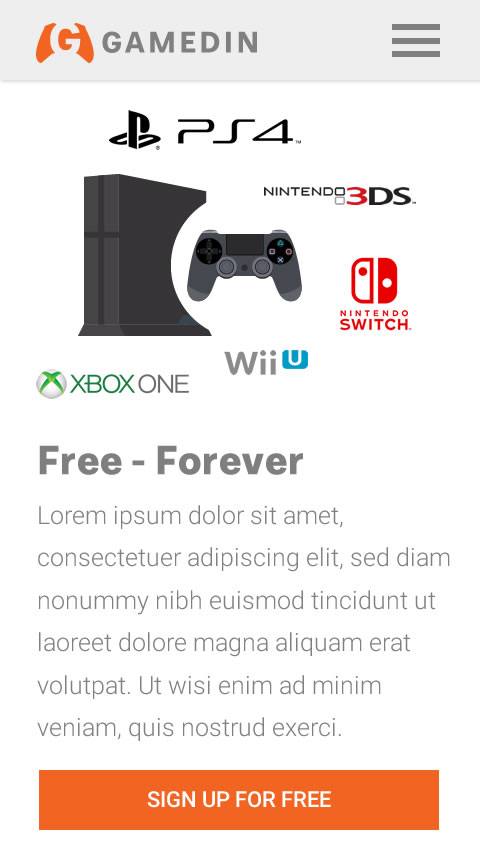 GAMEDIN
PS4
NINTENDO 3DS
NINTENDO
SWITCH
Wii U
XBOX ONE
Free - Forever
Lorem ipsum dolor sit amet,
consectetuer adipiscing elit, sed diam
nonummy nibh euismod tincidunt ut
laoreet dolore magna aliquam erat
volutpat. Ut wisi enim ad minim
veniam, quis nostrud exerci.
SIGN UP FOR FREE